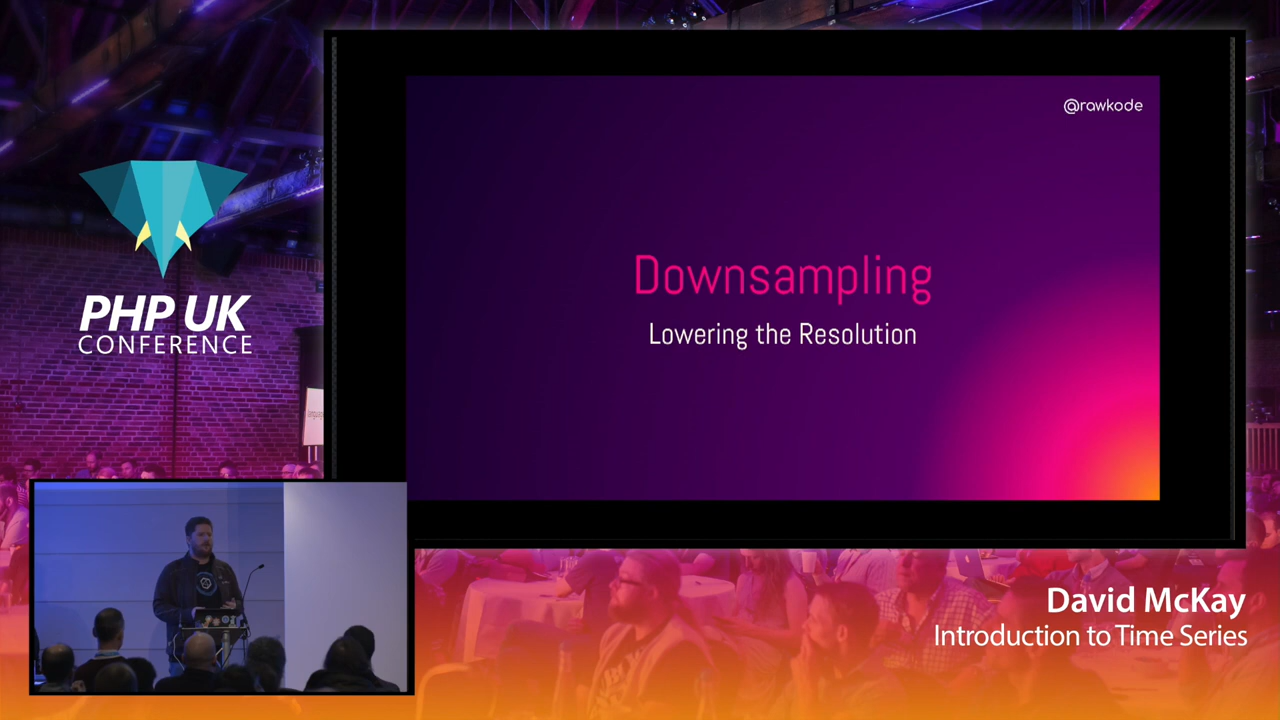 @rawkode
Downsampling
Lowering the Resolution
PHP UK
CONFERENCE
David McKay
Introduction to Time Series